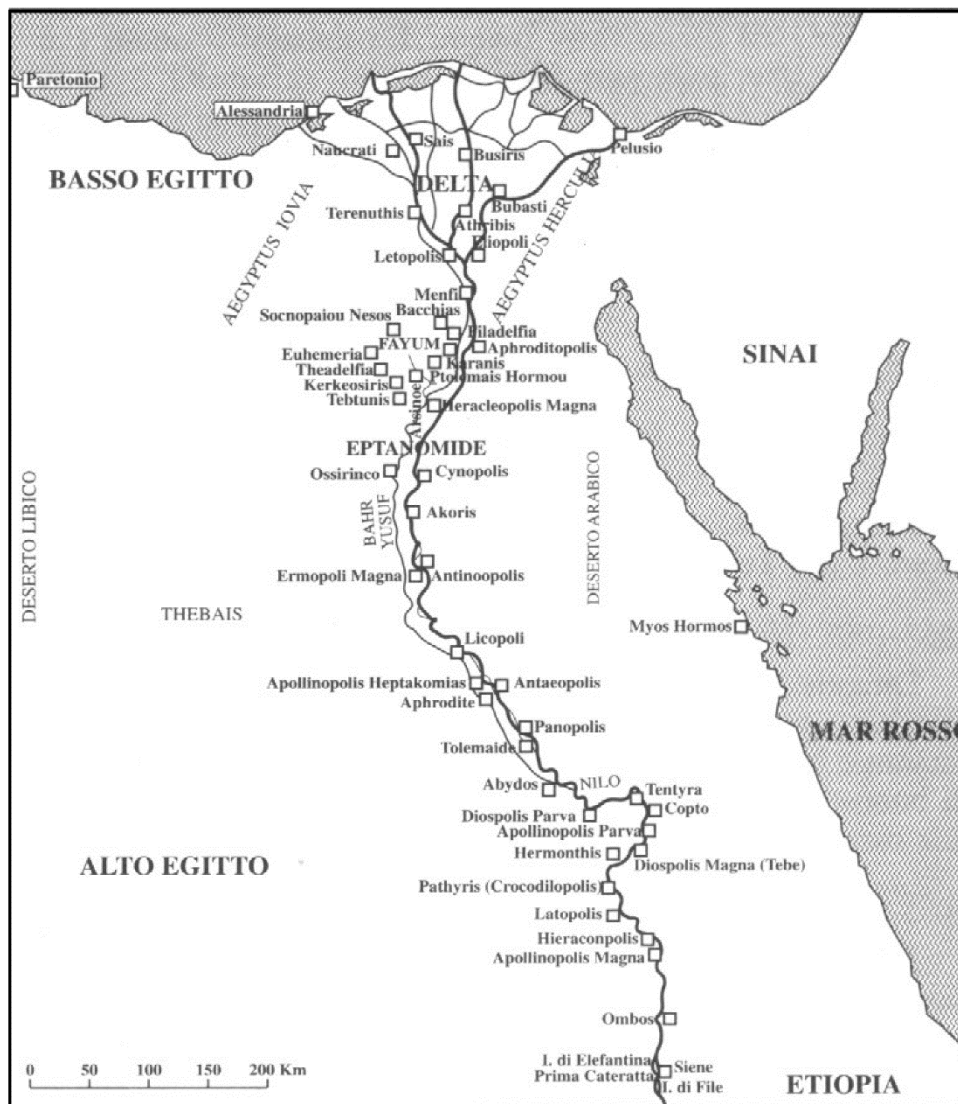 Paretonio
Alessandria
Sais
Naucrati
Busiris
Pelusio
BASSO EGITTO
DELTA
Bubasti
Terenuthis
Athribis
Eliopoli
Letopolis
AEGYPTUS IOVIA
AEGYPTUS HERCULIA
Menfi
Bacchias
Socnopaiou Nesos
Filadelfia
FAYUM
Aphroditopolis
SINAI
Euhemeria
Karanis
Theadelfia
Ptolemais Hormou
Kerkeosiris
Tebtunis
Arsinoe
Heracleopolis Magna
EPTANOMIDE
Ossirinco
Cynopolis
DESERTO LIBICO
BAHR
YUSUF
Akoris
DESERTO ARABICO
Ermopoli Magna
Antinoopolis
THEBAIS
Myos Hormos
Licopoli
Apollinopolis Heptakomias
Antaeopolis
Aphrodite
Panopolis
MAR ROSSO
Tolemaide
Abydos
NILO
Tentyra
Copto
Diospolis Parva
Apollinopolis Parva
Hermonthis
Diospolis Magna (Tebe)
ALTO EGITTO
Pathyris (Crocodilopolis)
Latopolis
Hieraconpolis
Apollinopolis Magna
Ombos
I. di Elefantina
Prima Cateratta
Siene
I. di File
ETIOPIA
0 50 100 150 200 Km